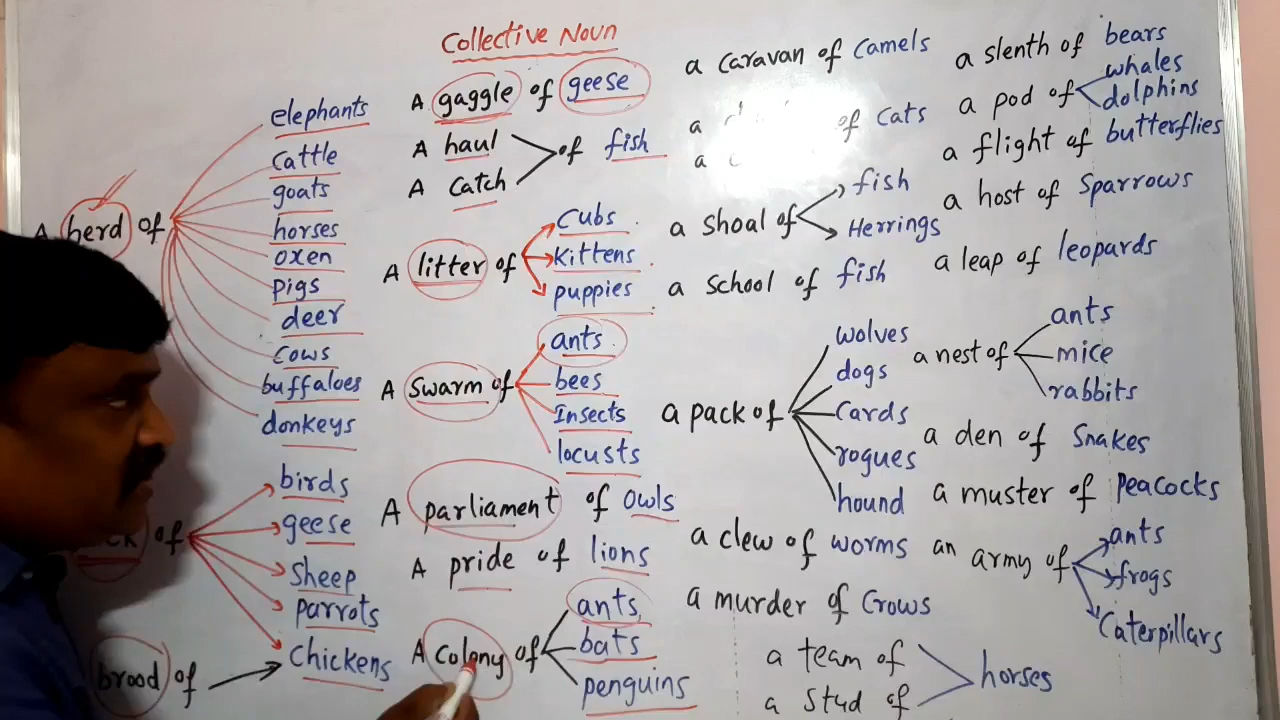 Collective Noun
A herd of
elephants
cattle
goats
horses
oxen
pigs
deer
cows
buffaloes
donkeys
of
birds
geese
sheep
parrots
chickens
brood of
A gaggle of geese
A haul
A catch
of fish
A litter of
Cubs
Kittens
puppies
A swarm of
ants
bees
Insects
locusts
A parliament of owls
A pride of lions
A colony of
ants
bats
penguins
a caravan of camels
a of cats
a
a shoal of
fish
Herrings
a school of fish
a pack of
wolves
dogs
cards
rogues
hound
a clew of worms
a murder of crows
a team of
a stud of
horses
a slenth of bears
a pod of
whales
dolphins
a flight of butterflies
a host of sparrows
a leap of leopards
a nest of
ants
mice
rabbits
a den of snakes
a muster of peacocks
an army of
ants
frogs
Caterpillars